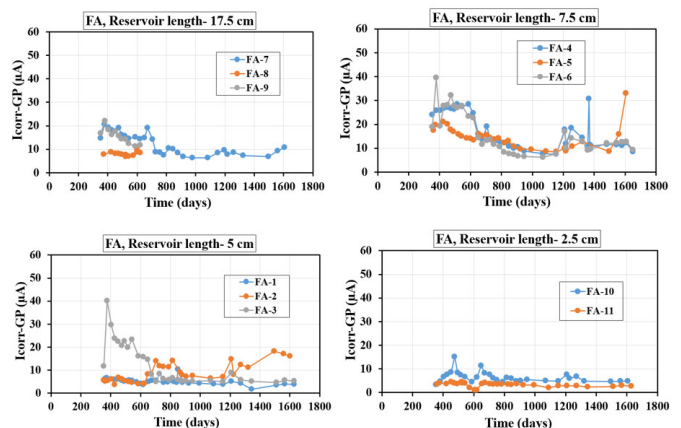 FA, Reservoir length- 17.5 cm
Icorr-GP (µA)
60
50
40
30
20
10
0
FA-7
FA-8
FA-9
0 200 400 600 800 1000 1200 1400 1600 1800
Time (days)
FA, Reservoir length- 7.5 cm
Icorr-GP (µA)
60
50
40
30
20
10
0
FA-4
FA-5
FA-6
0 200 400 600 800 1000 1200 1400 1600 1800
Time (days)
FA, Reservoir length- 5 cm
Icorr-GP (µA)
60
50
40
30
20
10
0
FA-1
FA-2
FA-3
0 200 400 600 800 1000 1200 1400 1600 1800
Time (days)
FA, Reservoir length- 2.5 cm
Icorr-GP (µA)
60
50
40
30
20
10
0
FA-10
FA-11
0 200 400 600 800 1000 1200 1400 1600 1800
Time (days)